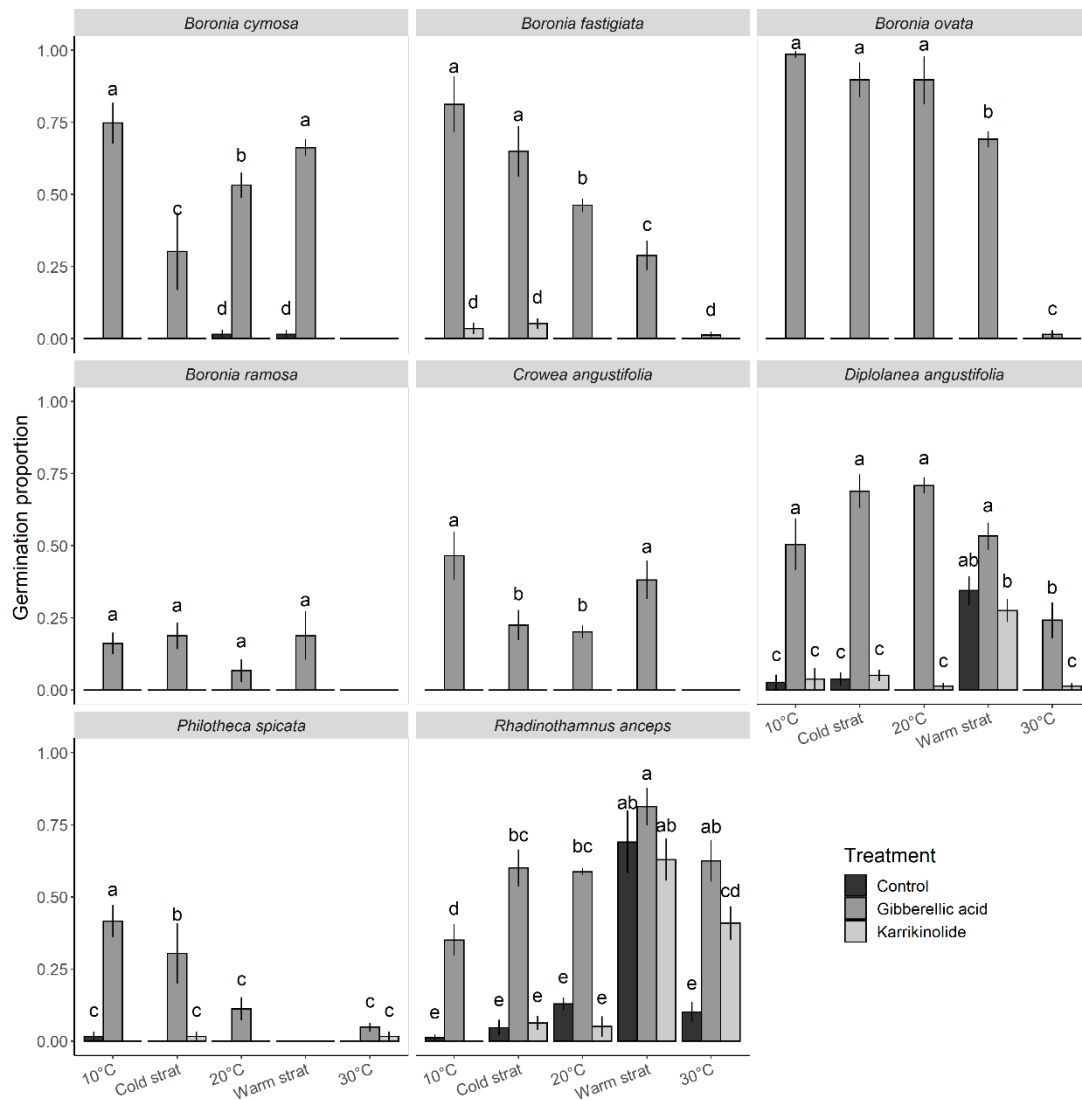 Boronia cymosa
Boronia fastigiata
Boronia ovata
1.00
0.75
0.50
0.25
0.00
a
c
b
a
d
d
a
a
b
c
d
d
d
a
a
a
b
c
Boronia ramosa
Crowea angustifolia
Diplolanea angustifolia
1.00
0.75
0.50
0.25
0.00
a
a
a
a
a
b
b
a
c
a
c
c
a
c
a
c
ab
a
b
b
c
10°C
Cold strat
20°C
Warm strat
30°C
Germination proportion
Philotheca spicata
Rhadinothamnus anceps
1.00
0.75
0.50
0.25
0.00
c
a
b
c
c
c
c
e
d
e
bc
e
e
bc
e
ab
a
ab
e
ab
cd
10°C
Cold strat
20°C
Warm strat
30°C
10°C
Cold strat
20°C
Warm strat
30°C
Treatment
Control
Gibberellic acid
Karrikinolide